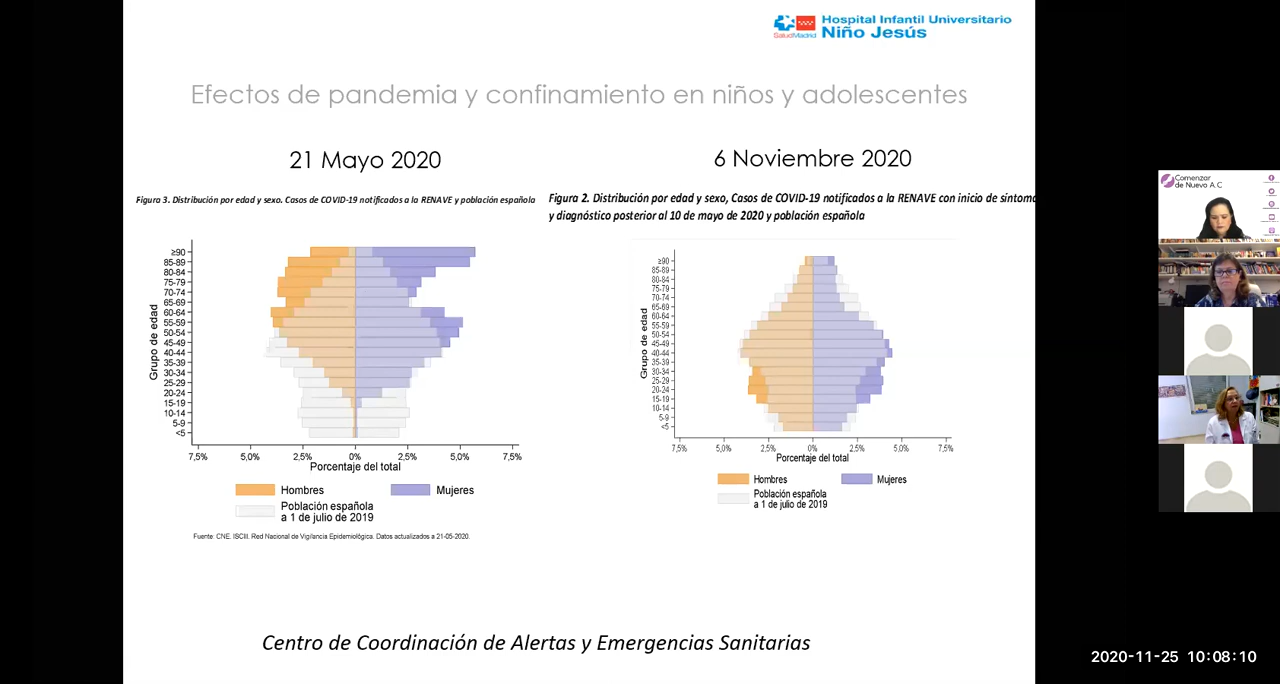 Hospital Infantil Universitario
Niño Jesús
SaludMadrid
Efectos de pandemia y confinamiento en niños y adolescentes
21 Mayo 2020
6 Noviembre 2020
Figura 3. Distribución por edad y sexo. Casos de COVID-19 notificados a la RENAVE y población española
Figura 2. Distribución por edad y sexo, Casos de COVID-19 notificados a la RENAVE con inicio de síntoma
y diagnóstico posterior al 10 de mayo de 2020 y población española
Grupo de edad
≥90
85-89
80-84
75-79
70-74
65-69
60-64
55-59
50-54
45-49
40-44
35-39
30-34
25-29
20-24
15-19
10-14
5-9
<5
7,5% 5,0% 2,5% 0% 2,5% 5,0% 7,5%
Porcentaje del total
Hombres Mujeres
Población española
a 1 de julio de 2019
Fuente: CNE. ISCIII. Red Nacional de Vigilancia Epidemiológica. Datos actualizados a 21-05-2020.
Grupo de edad
≥90
85-89
80-84
75-79
70-74
65-69
60-64
55-59
50-54
45-49
40-44
35-39
30-34
25-29
20-24
15-19
10-14
5-9
<5
7,5% 5,0% 2,5% 0% 2,5% 5,0% 7,5%
Porcentaje del total
Hombres Mujeres
Población española
a 1 de julio de 2019
Centro de Coordinación de Alertas y Emergencias Sanitarias
Comenzar
de Nuevo A.C
2020-11-25 10:08:10